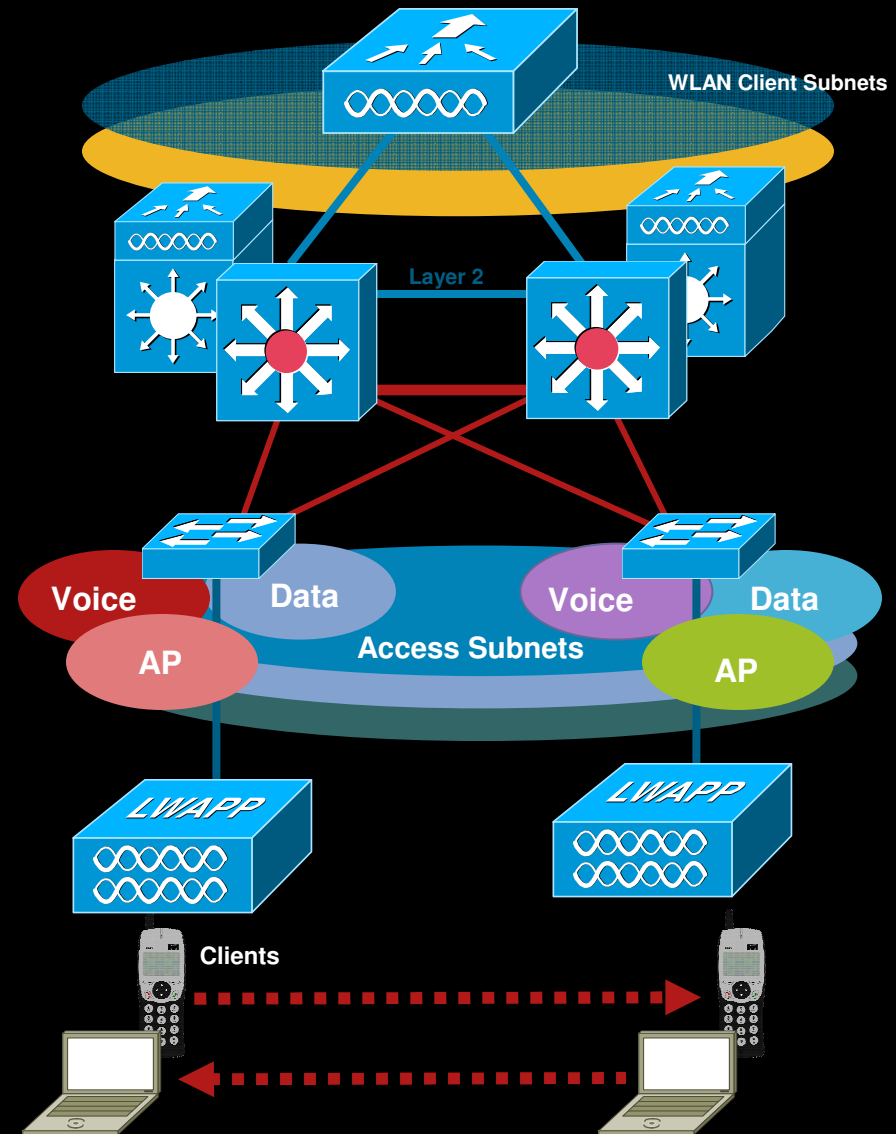 WLAN Client Subnets
Layer 2
Voice
Data
Voice
Data
Access Subnets
AP
AP
LWAPP
LWAPP
Clients